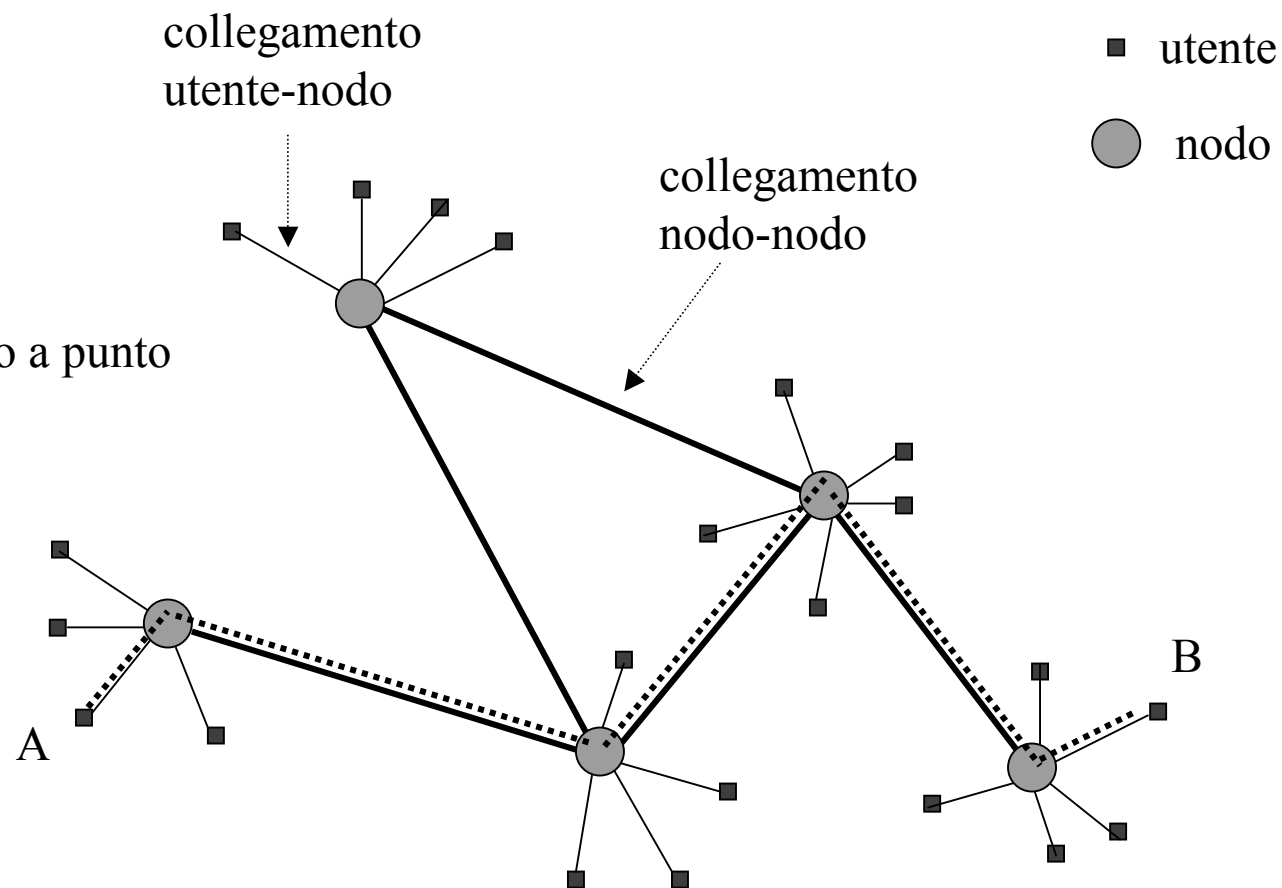 collegamento
utente-nodo
utente
nodo
collegamento
nodo-nodo
o a punto
B
A